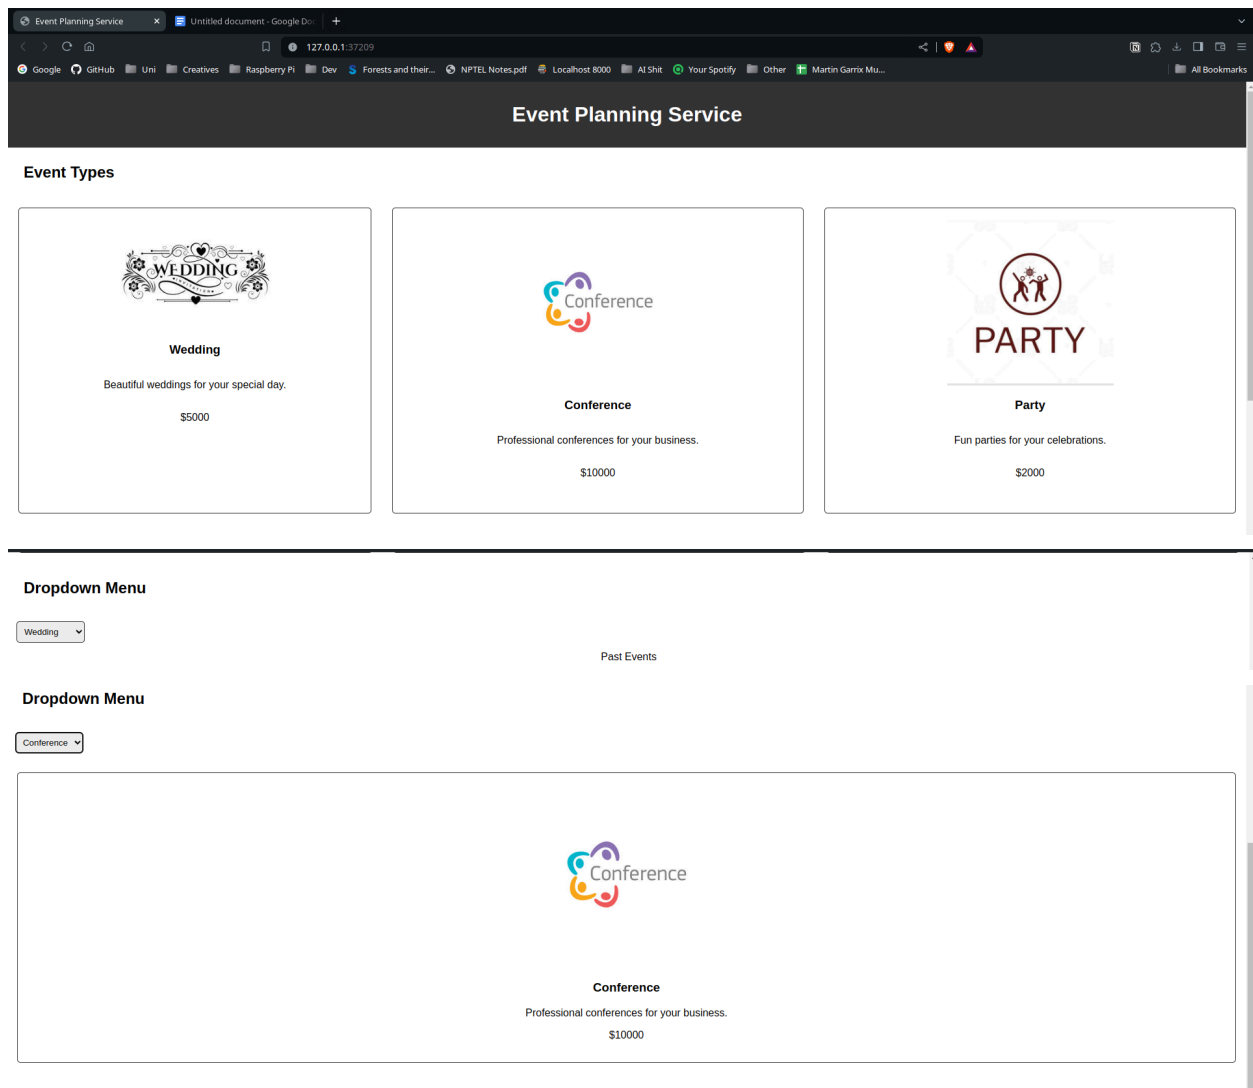 Event Planning Service
Untitled document - Google Do
127.0.0.1:37209
Google GitHub Uni Creatives Raspberry Pi Dev Forests and their... NPTEL Notes.pdf Localhost 8000 AI Shit Your Spotify Other Martin Garrix Mu... All Bookmarks
Event Planning Service
Event Types
WEDDING
INVITATION
Wedding
Beautiful weddings for your special day.
$5000
Conference
Conference
Professional conferences for your business.
$10000
PARTY
Party
Fun parties for your celebrations.
$2000
Dropdown Menu
Wedding
Past Events
Dropdown Menu
Conference
Conference
Conference
Professional conferences for your business.
$10000